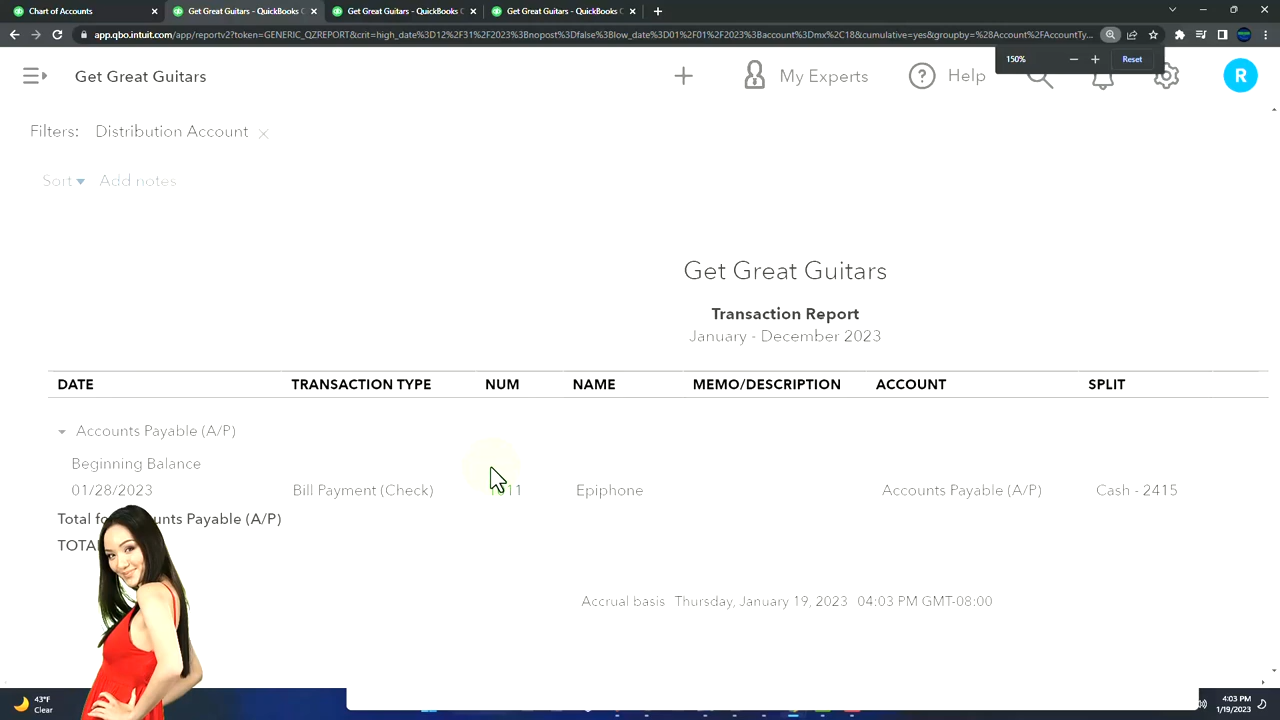 Chart of Accounts
Get Great Guitars - QuickBooks C
Get Great Guitars - QuickBooks C
Get Great Guitars - QuickBooks C
app.qbo.intuit.com/app/reportv2?token=GENERIC_QZREPORT&crit=high_date%3D12%2F31%2F2023%3Bnopost%3Dfalse%3Blow_date%3D01%2F01%2F2023%3Baccount%3Dmx%2C18&cumulative=yes&groupby=%28Account%2CAccountTy...
150%
Reset
Get Great Guitars
My Experts
Help
R
Filters: Distribution Account
Sort Add notes
Get Great Guitars
Transaction Report
January - December 2023
DATE TRANSACTION TYPE NUM NAME MEMO/DESCRIPTION ACCOUNT SPLIT
Accounts Payable (A/P)
Beginning Balance
01/28/2023 Bill Payment (Check) Epiphone Accounts Payable (A/P) Cash - 2415
Total Accounts Payable (A/P)
Accrual basis Thursday, January 19, 2023 04:03 PM GMT-08:00
43°F
Clear
4:03 PM
1/19/2023